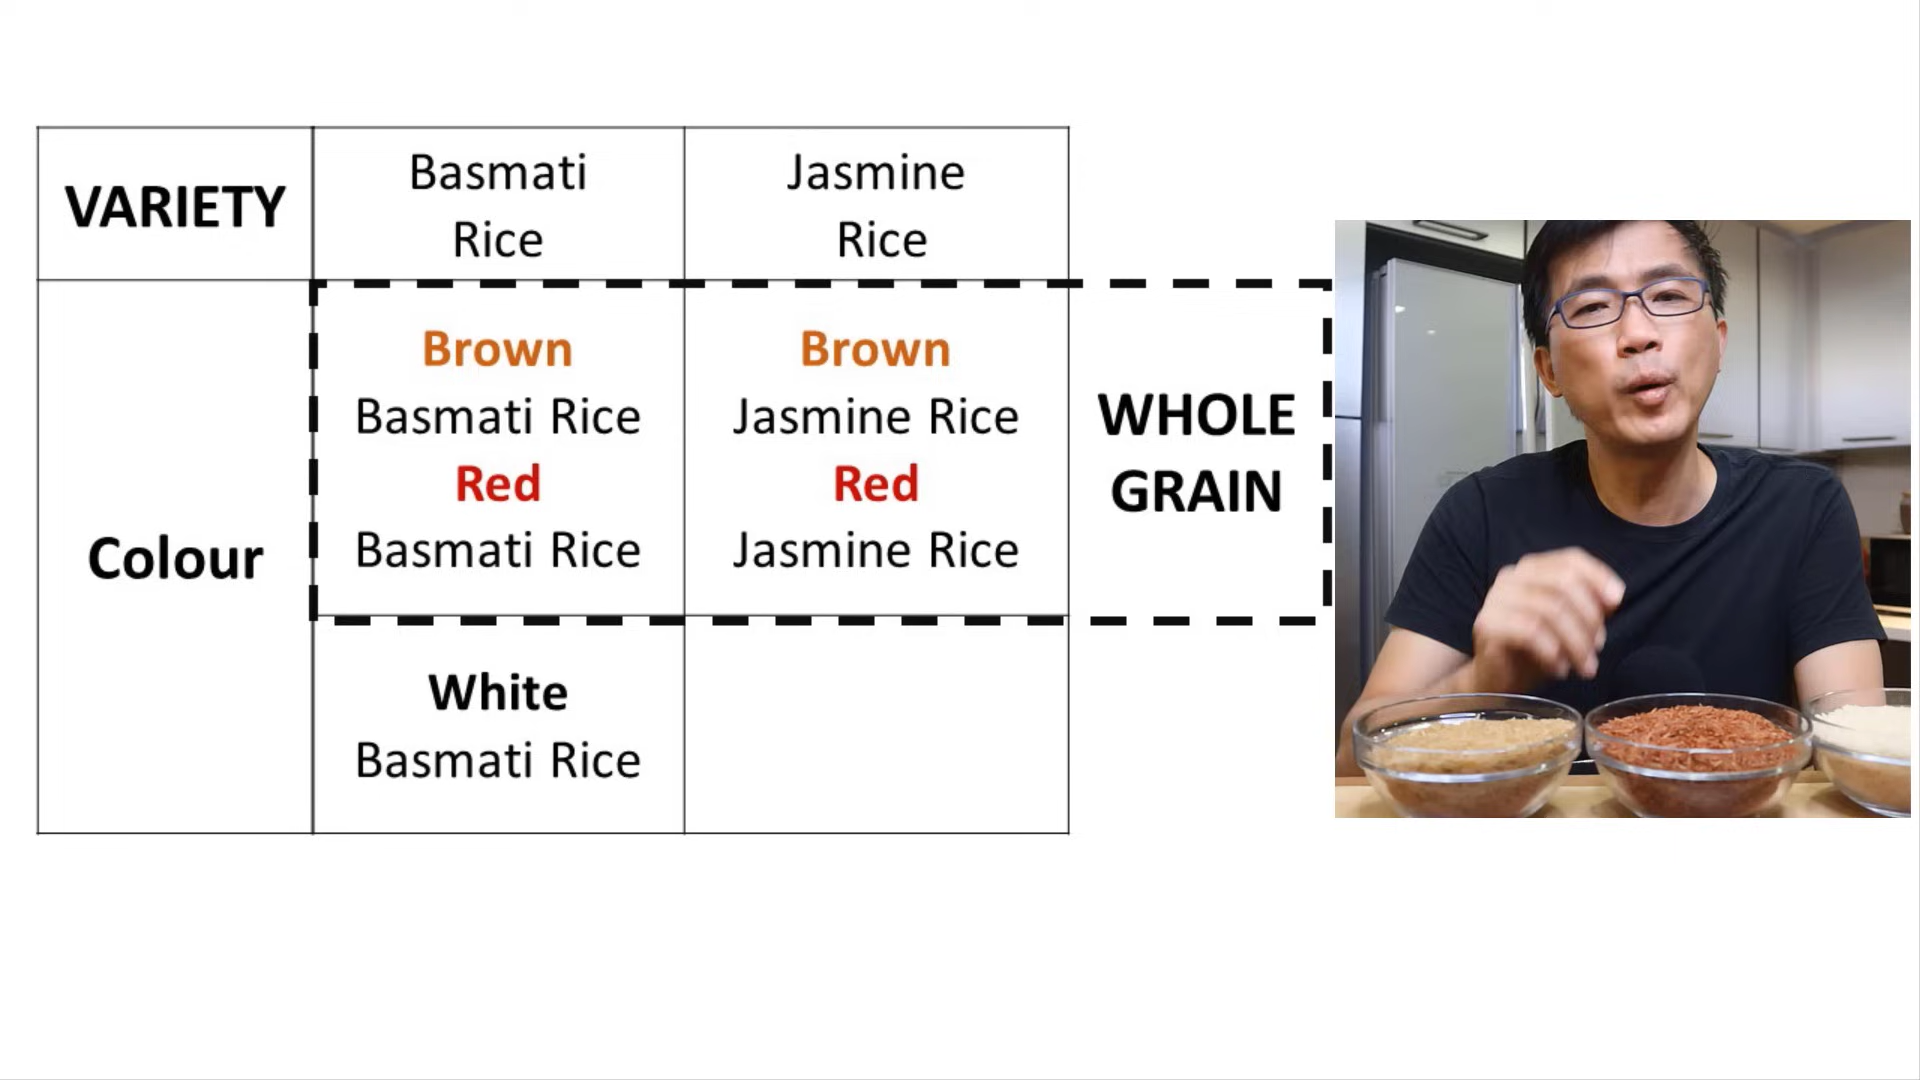 VARIETY
Basmati
Rice
Jasmine
Rice
Colour
Brown
Basmati Rice
Red
Basmati Rice
Brown
Jasmine Rice
Red
Jasmine Rice
WHOLE
GRAIN
White
Basmati Rice